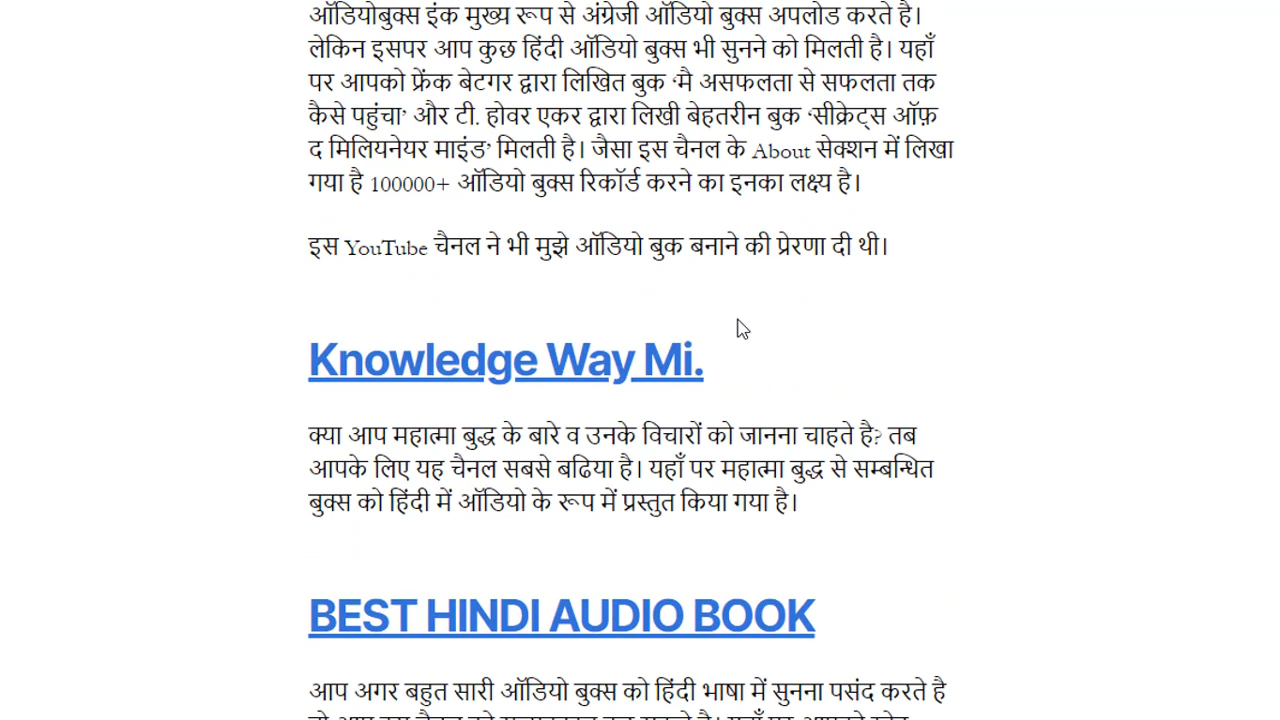 ऑडियोबुक्स इंक मुख्य रूप से अंग्रेजी ऑडियो बुक्स अपलोड करते है।
लेकिन इसपर आप कुछ हिंदी ऑडियो बुक्स भी सुनने को मिलती है। यहाँ
पर आपको फ्रेंक बेटगर द्वारा लिखित बुक ‘मै असफलता से सफलता तक
कैसे पहुंचा’ और टी. होवर एकर द्वारा लिखी बेहतरीन बुक ‘सीक्रेट्स ऑफ़
द मिलियनेयर माइंड’ मिलती है। जैसा इस चैनल के About सेक्शन में लिखा
गया है 100000+ ऑडियो बुक्स रिकॉर्ड करने का इनका लक्ष्य है।
इस YouTube चैनल ने भी मुझे ऑडियो बुक बनाने की प्रेरणा दी थी।
Knowledge Way Mi.
क्या आप महात्मा बुद्ध के बारे व उनके विचारों को जानना चाहते है? तब
आपके लिए यह चैनल सबसे बढिया है। यहाँ पर महात्मा बुद्ध से सम्बन्धित
बुक्स को हिंदी में ऑडियो के रूप में प्रस्तुत किया गया है।
BEST HINDI AUDIO BOOK
आप अगर बहुत सारी ऑडियो बुक्स को हिंदी भाषा में सुनना पसंद करते है